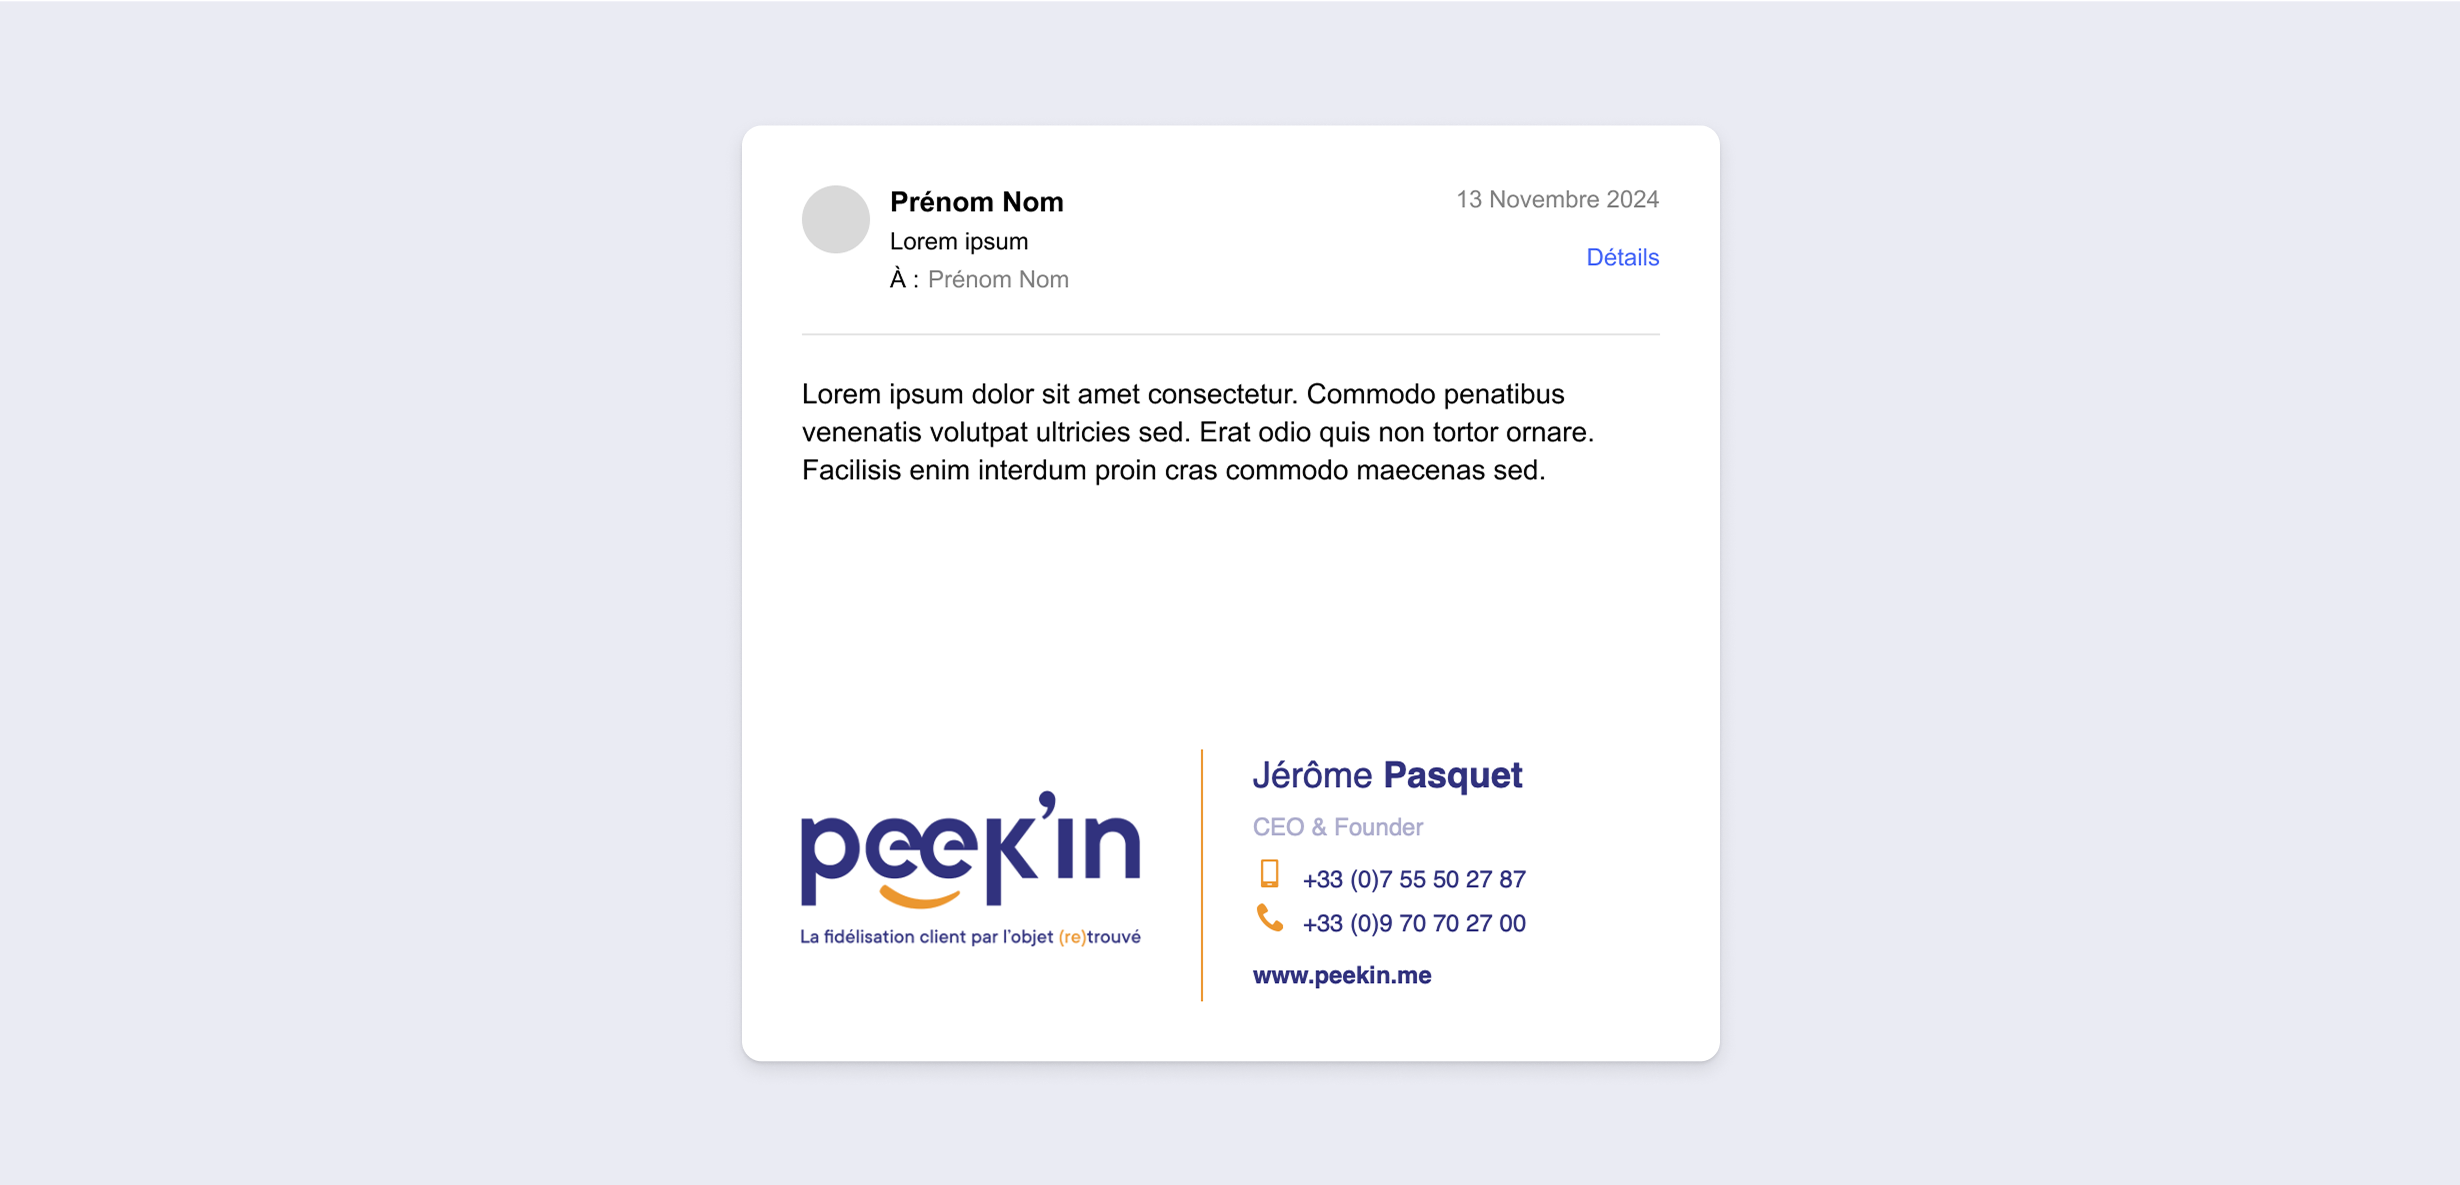 Prénom Nom
13 Novembre 2024
Lorem ipsum
Détails
À : Prénom Nom
Lorem ipsum dolor sit amet consectetur. Commodo penatibus
venenatis volutpat ultricies sed. Erat odio quis non tortor ornare.
Facilisis enim interdum proin cras commodo maecenas sed.
peek'in
La fidélisation client par l'objet (re)trouvé
Jérôme Pasquet
CEO & Founder
+33 (0)7 55 50 27 87
+33 (0)9 70 70 27 00
www.peekin.me